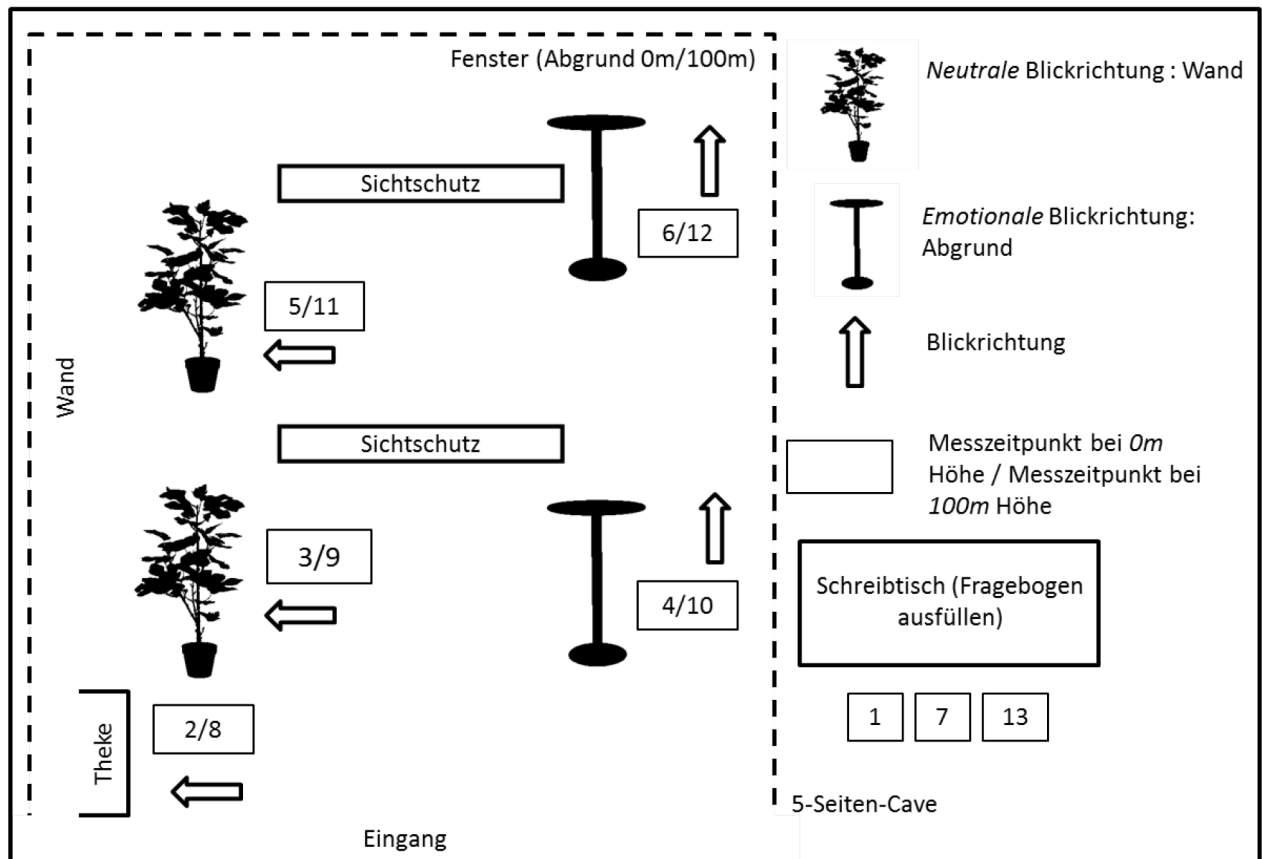 Fenster (Abgrund 0m/100m)
Sichtschutz
6/12
5/11
Wand
Sichtschutz
3/9
4/10
2/8
Theke
Eingang
Neutrale Blickrichtung : Wand
Emotionale Blickrichtung:
Abgrund
Blickrichtung
Messzeitpunkt bei 0m
Höhe / Messzeitpunkt bei
100m Höhe
Schreibtisch (Fragebogen
ausfüllen)
1 7 13
5-Seiten-Cave